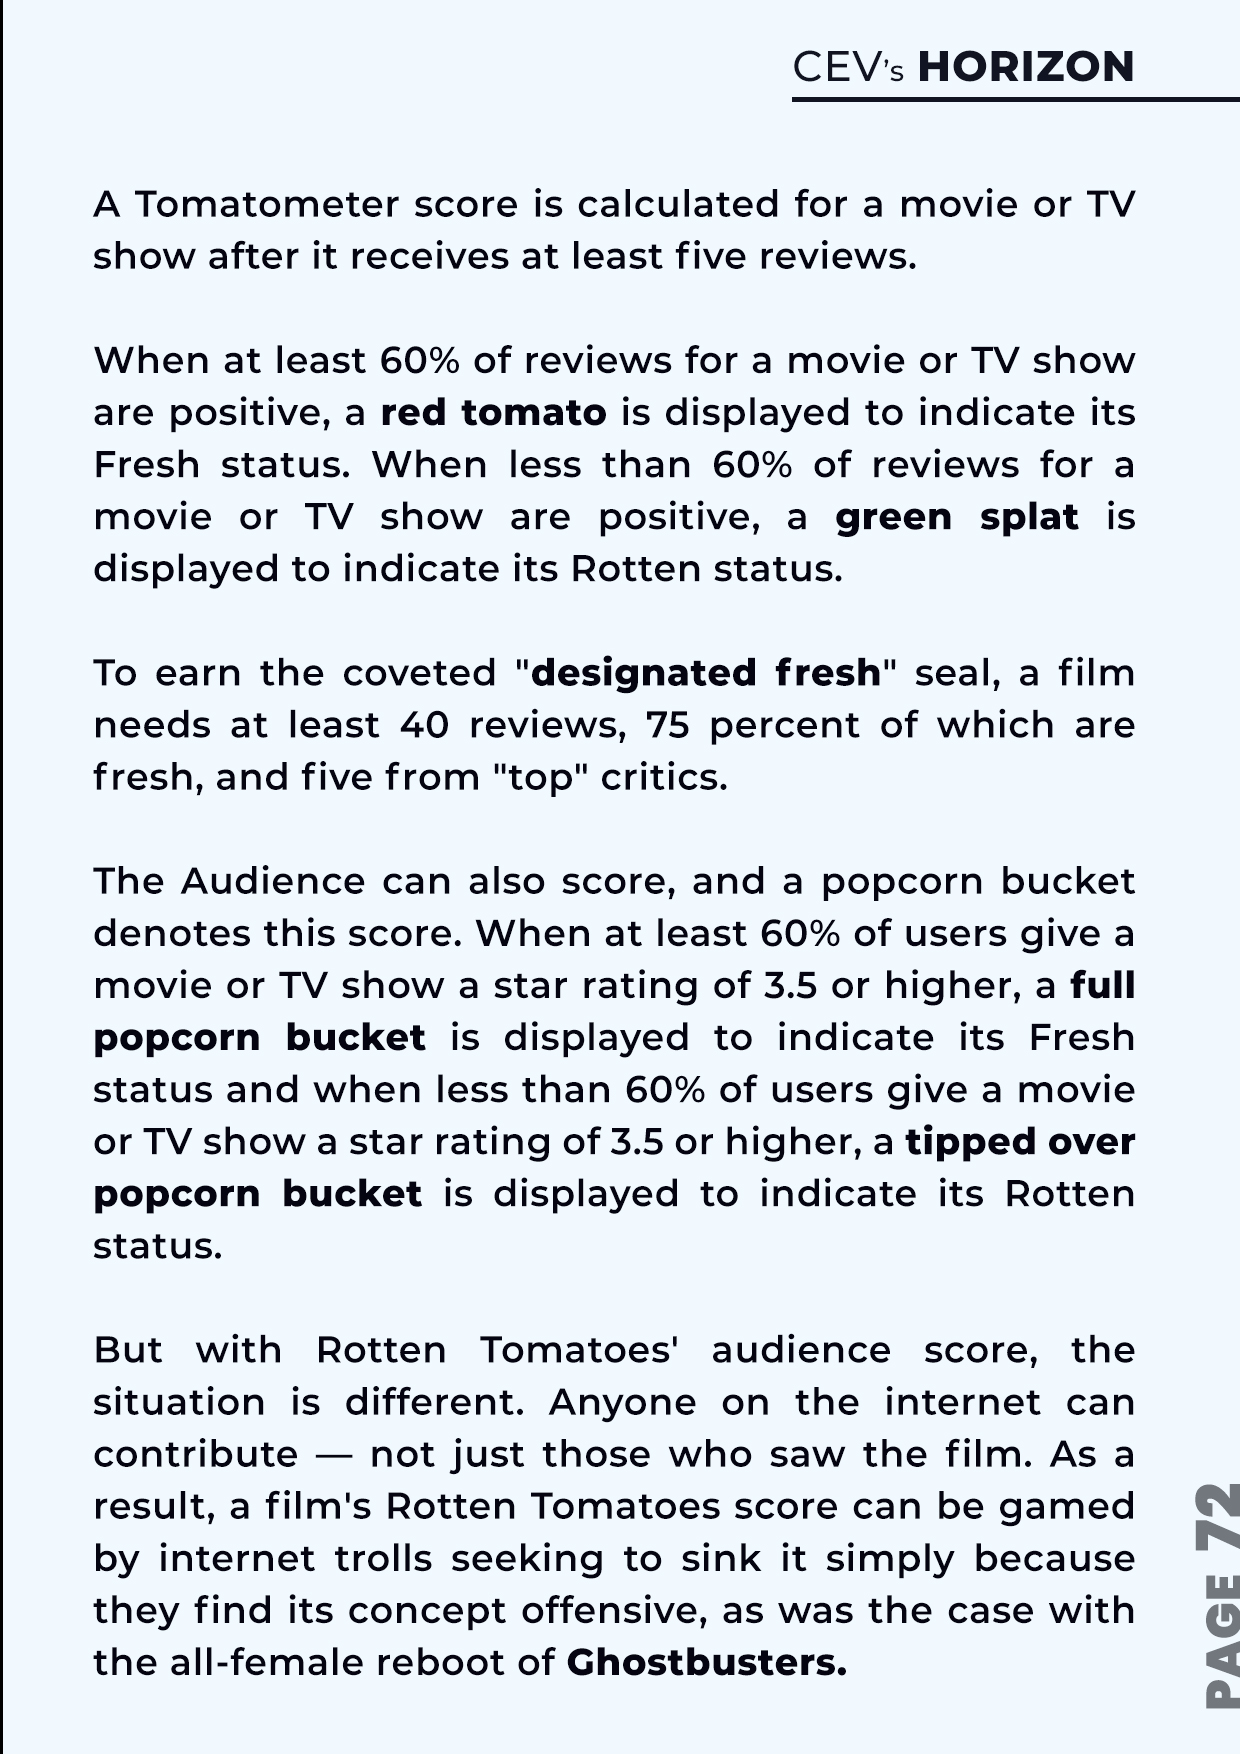 CEV's HORIZON
A Tomatometer score is calculated for a movie or TV
show after it receives at least five reviews.
When at least 60% of reviews for a movie or TV show
are positive, a red tomato is displayed to indicate its
Fresh status. When less than 60% of reviews for a
movie or TV show are positive, a green splat is
displayed to indicate its Rotten status.
To earn the coveted "designated fresh" seal, a film
needs at least 40 reviews, 75 percent of which are
fresh, and five from "top" critics.
The Audience can also score, and a popcorn bucket
denotes this score. When at least 60% of users give a
movie or TV show a star rating of 3.5 or higher, a full
popcorn bucket is displayed to indicate its Fresh
status and when less than 60% of users give a movie
or TV show a star rating of 3.5 or higher, a tipped over
popcorn bucket is displayed to indicate its Rotten
status.
But with Rotten Tomatoes' audience score, the
situation is different. Anyone on the internet can
contribute — not just those who saw the film. As a
result, a film's Rotten Tomatoes score can be gamed
by internet trolls seeking to sink it simply because
they find its concept offensive, as was the case with
the all-female reboot of Ghostbusters.
PAGE 72